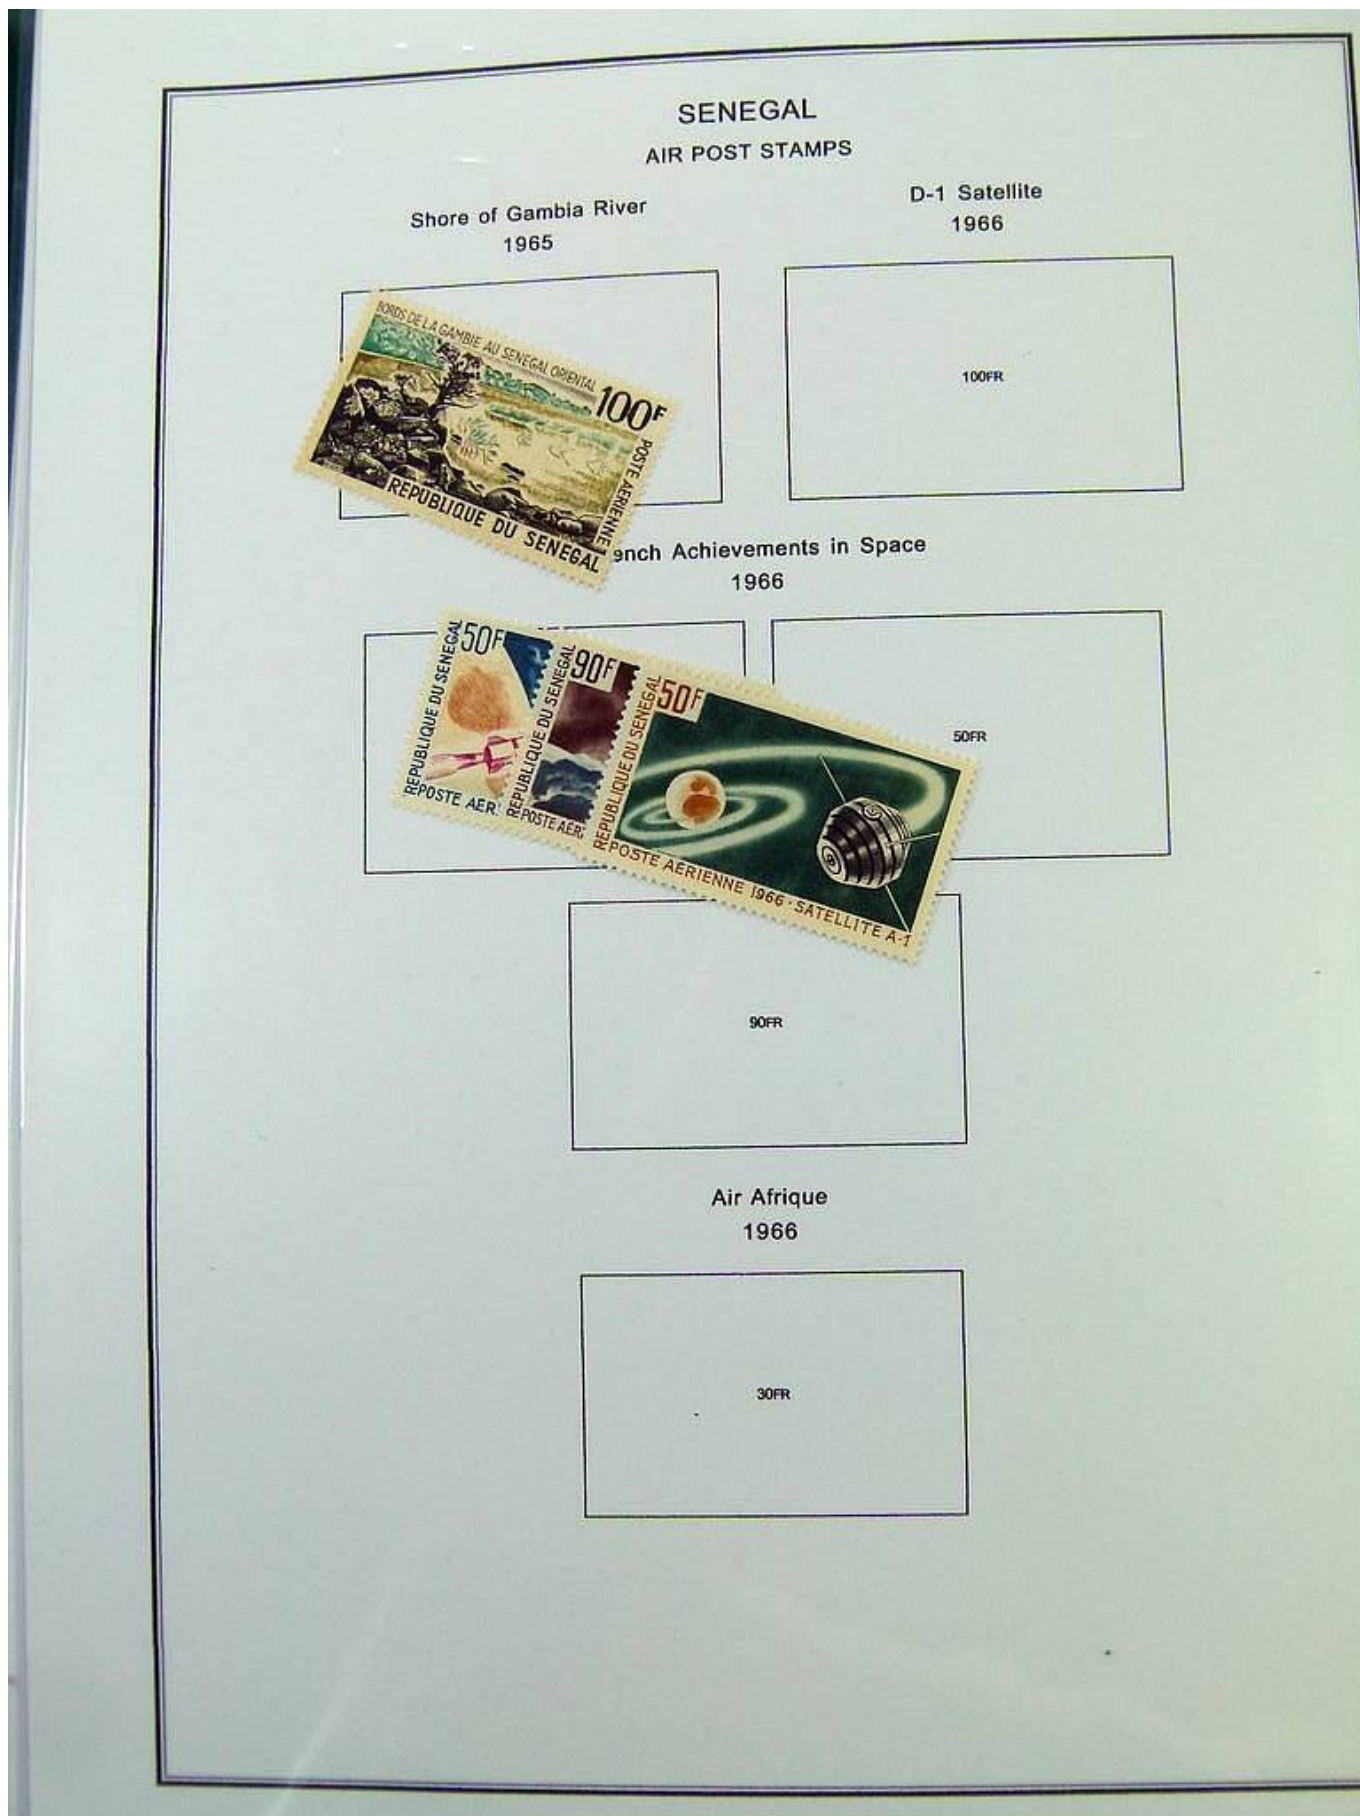 SENEGAL
AIR POST STAMPS
Shore of Gambia River
1965
D-1 Satellite
1966
BORDS DE LA GAMBIE AU SENEGAL ORIENTAL
100F
POSTE AERIENNE
REPUBLIQUE DU SENEGAL
100FR
ench Achievements in Space
1966
50F
REPUBLIQUE DU SENEGAL
POSTE AER
90F
REPUBLIQUE DU SENEGAL
POSTE AER
50F
REPUBLIQUE DU SENEGAL
POSTE AERIENNE 1966 · SATELLITE A-1
50FR
90FR
Air Afrique
1966
30FR